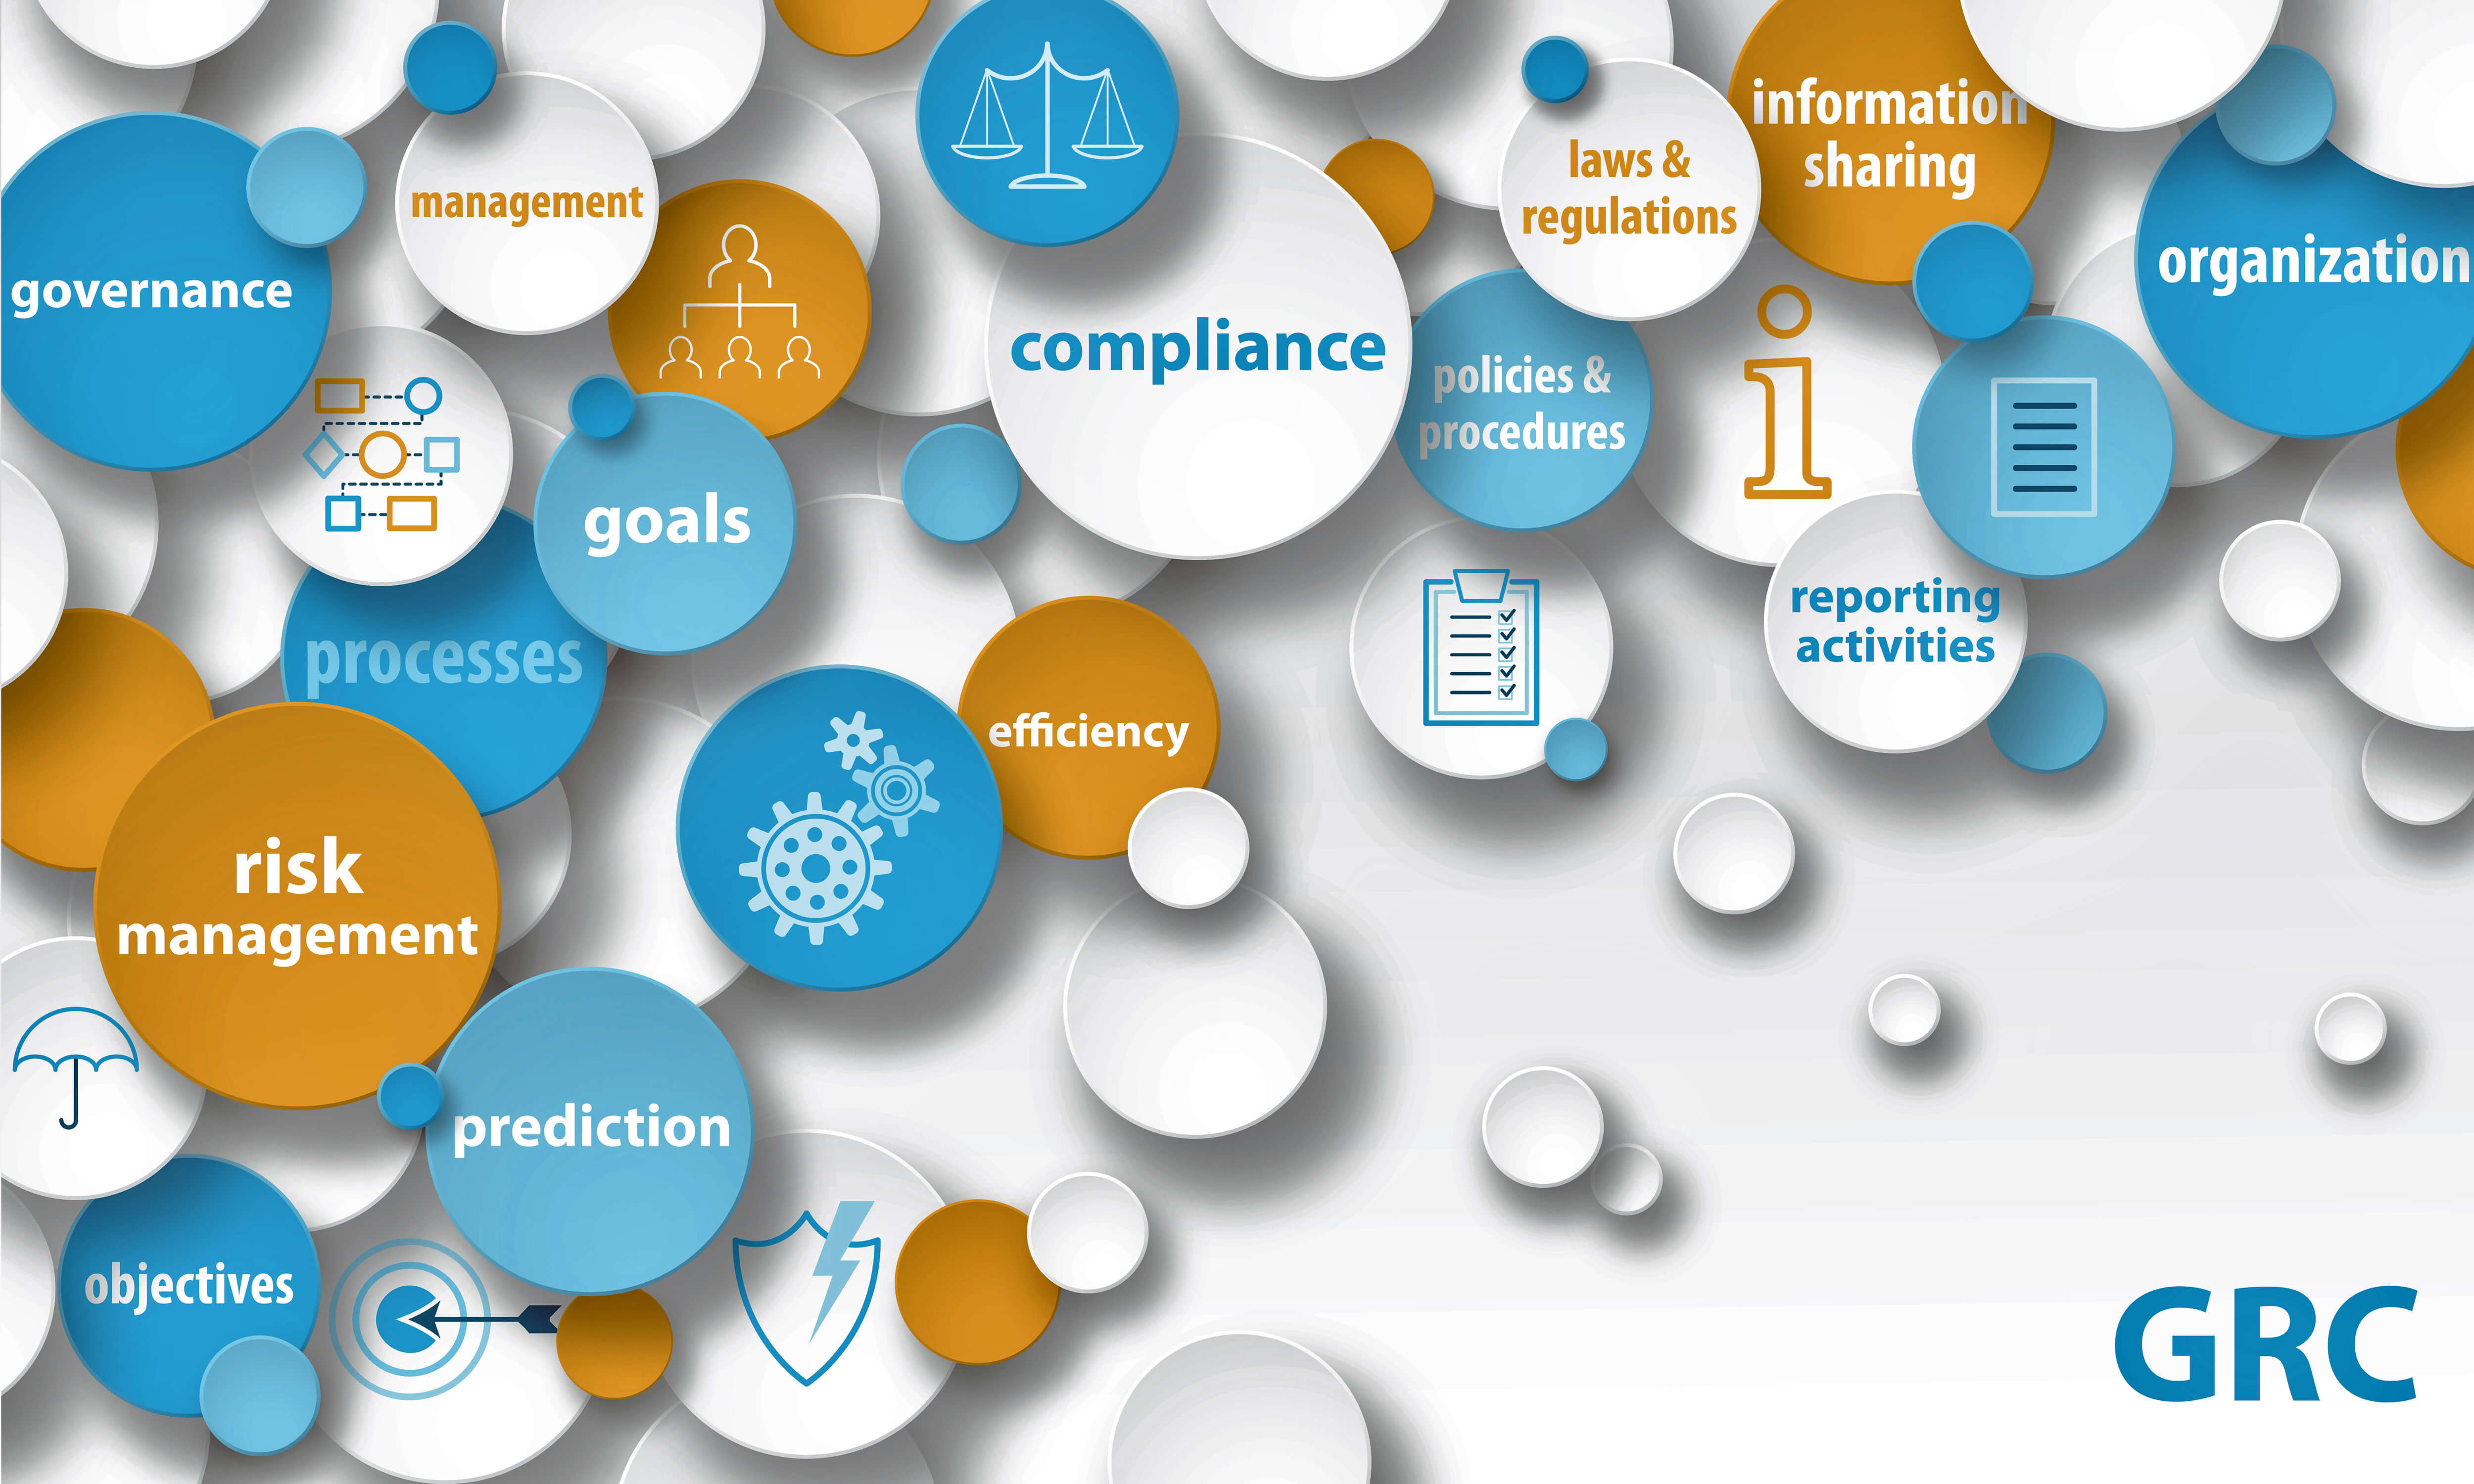 information
sharing
laws &
regulations
management
organization
governance
compliance
policies &
procedures
goals
reporting
activities
processes
efficiency
risk
management
prediction
objectives
GRC